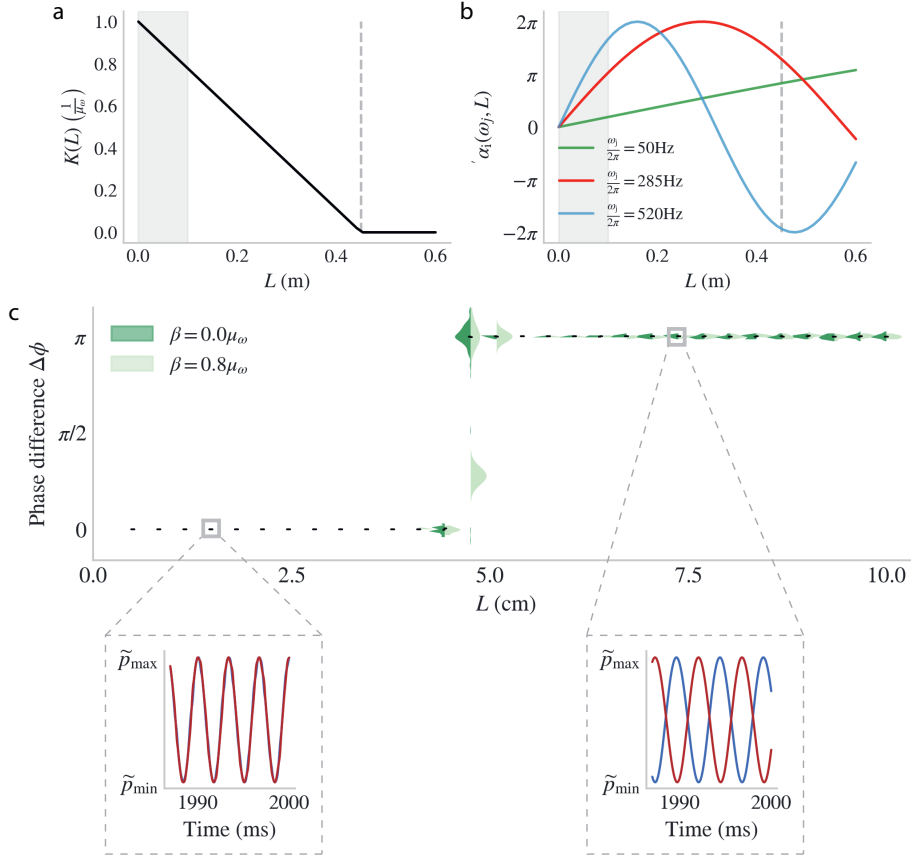 a
1.0
0.8
0.6
0.4
0.2
0.0
K(L) (1/μω)
0.0 0.2 0.4 0.6
L (m)
b
2π
π
0
−π
−2π
′αi(ωj, L)
ωj/2π = 50Hz
ωj/2π = 285Hz
ωj/2π = 520Hz
0.0 0.2 0.4 0.6
L (m)
c
π
π/2
0
Phase difference Δϕ
β = 0.0μω
β = 0.8μω
0.0 2.5 5.0 7.5 10.0
L (cm)
p̃max
p̃min
1990 2000
Time (ms)
p̃max
p̃min
1990 2000
Time (ms)